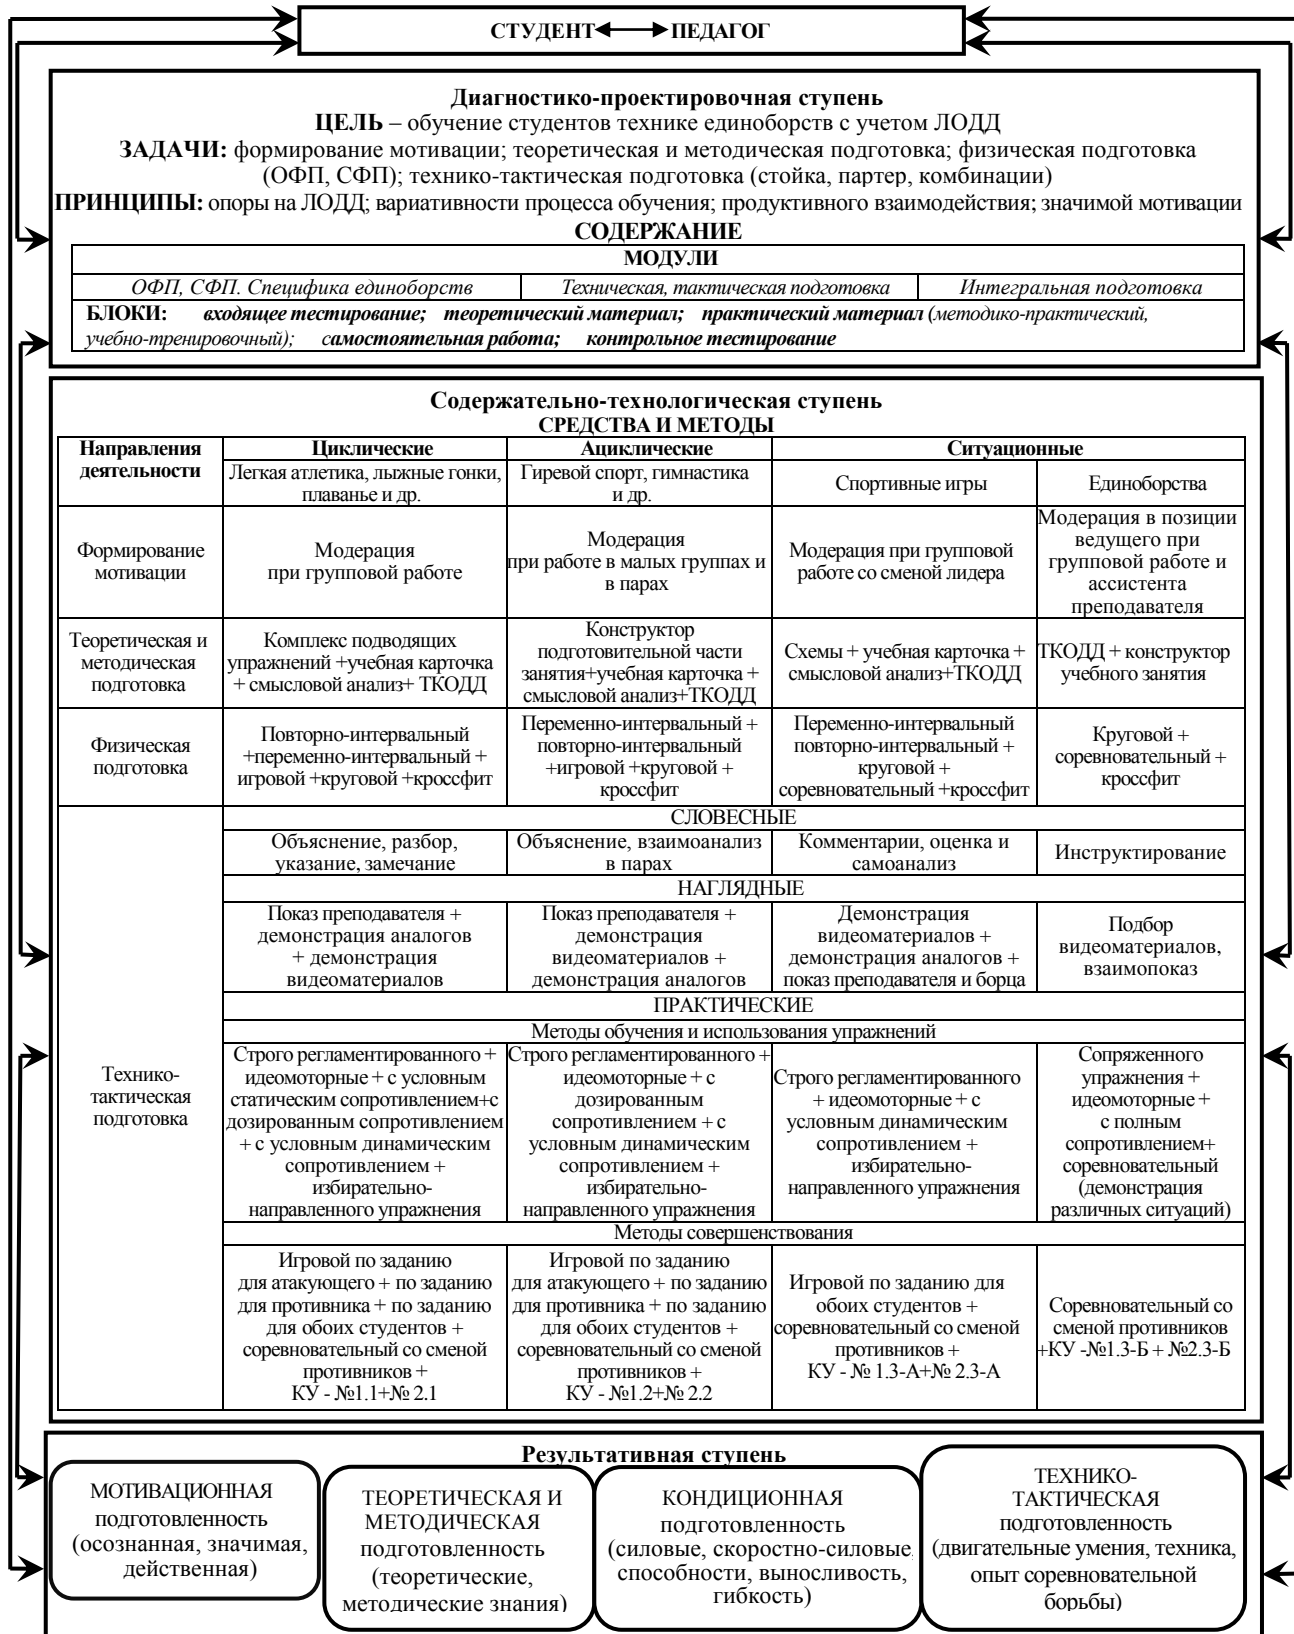 СТУДЕНТ ПЕДАГОГ
Диагностико-проектировочная ступень
ЦЕЛЬ – обучение студентов технике единоборств с учетом ЛОДД
ЗАДАЧИ: формирование мотивации; теоретическая и методическая подготовка; физическая подготовка
(ОФП, СФП); технико-тактическая подготовка (стойка, партер, комбинации)
ПРИНЦИПЫ: опоры на ЛОДД; вариативности процесса обучения; продуктивного взаимодействия; значимой мотивации
СОДЕРЖАНИЕ
МОДУЛИ
ОФП, СФП. Специфика единоборств
Техническая, тактическая подготовка
Интегральная подготовка
БЛОКИ: входящее тестирование; теоретический материал; практический материал (методико-практический,
учебно-тренировочный); самостоятельная работа; контрольное тестирование
Содержательно-технологическая ступень
СРЕДСТВА И МЕТОДЫ
Направления
деятельности
Циклические
Ациклические
Ситуационные
Легкая атлетика, лыжные гонки,
плаванье и др.
Гиревой спорт, гимнастика
и др.
Спортивные игры
Единоборства
Формирование
мотивации
Модерация
при групповой работе
Модерация
при работе в малых группах и
в парах
Модерация при групповой
работе со сменой лидера
Модерация в позиции
ведущего при
групповой работе и
ассистента
преподавателя
Теоретическая и
методическая
подготовка
Комплекс подводящих
упражнений +учебная карточка
+ смысловой анализ+ ТКОДД
Конструктор
подготовительной части
занятия+учебная карточка +
смысловой анализ+ТКОДД
Схемы + учебная карточка +
смысловой анализ+ТКОДД
ТКОДД + конструктор
учебного занятия
Физическая
подготовка
Повторно-интервальный
+переменно-интервальный +
игровой +круговой +кроссфит
Переменно-интервальный +
повторно-интервальный
+игровой +круговой +
кроссфит
Переменно-интервальный
повторно-интервальный +
круговой +
соревновательный +кроссфит
Круговой +
соревновательный +
кроссфит
Технико-
тактическая
подготовка
СЛОВЕСНЫЕ
Объяснение, разбор,
указание, замечание
Объяснение, взаимоанализ
в парах
Комментарии, оценка и
самоанализ
Инструктирование
НАГЛЯДНЫЕ
Показ преподавателя +
демонстрация аналогов
+ демонстрация
видеоматериалов
Показ преподавателя +
демонстрация
видеоматериалов +
демонстрация аналогов
Демонстрация
видеоматериалов +
демонстрация аналогов +
показ преподавателя и борца
Подбор
видеоматериалов,
взаимопоказ
ПРАКТИЧЕСКИЕ
Методы обучения и использования упражнений
Строго регламентированного +
идеомоторные + с условным
статическим сопротивлением+с
дозированным сопротивлением
+ с условным динамическим
сопротивлением +
избирательно-
направленного упражнения
Строго регламентированного +
идеомоторные + с
дозированным
сопротивлением + с
условным динамическим
сопротивлением +
избирательно-
направленного упражнения
Строго регламентированного
+ идеомоторные + с
условным динамическим
сопротивлением +
избирательно-
направленного упражнения
Сопряженного
упражнения +
идеомоторные +
с полным
сопротивлением+
соревновательный
(демонстрация
различных ситуаций)
Методы совершенствования
Игровой по заданию
для атакующего + по заданию
для противника + по заданию
для обоих студентов +
соревновательный со сменой
противников +
КУ - №1.1+№ 2.1
Игровой по заданию
для атакующего + по заданию
для противника + по заданию
для обоих студентов +
соревновательный со сменой
противников +
КУ - №1.2+№ 2.2
Игровой по заданию для
обоих студентов +
соревновательный со сменой
противников +
КУ - № 1.3-А+№ 2.3-А
Соревновательный со
сменой противников
+КУ -№1.3-Б + №2.3-Б
Результативная ступень
МОТИВАЦИОННАЯ
подготовленность
(осознанная, значимая,
действенная)
ТЕОРЕТИЧЕСКАЯ И
МЕТОДИЧЕСКАЯ
подготовленность
(теоретические,
методические знания)
КОНДИЦИОННАЯ
подготовленность
(силовые, скоростно-силовые,
способности, выносливость,
гибкость)
ТЕХНИКО-
ТАКТИЧЕСКАЯ
подготовленность
(двигательные умения, техника,
опыт соревновательной
борьбы)